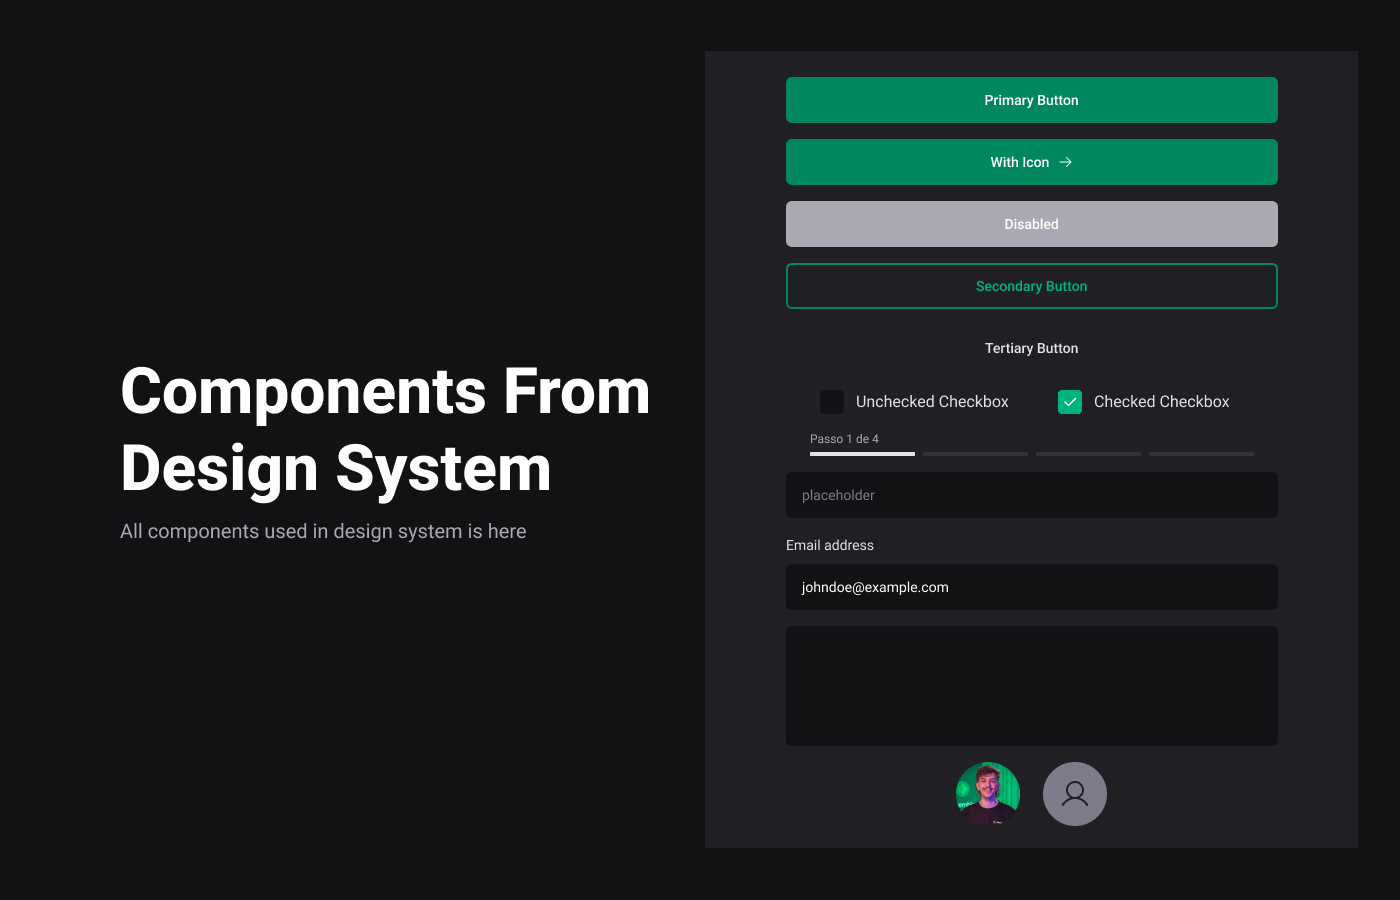 Components From
Design System
All components used in design system is here
Primary Button
With Icon
Disabled
Secondary Button
Tertiary Button
Unchecked Checkbox
Checked Checkbox
Passo 1 de 4
placeholder
Email address
johndoe@example.com